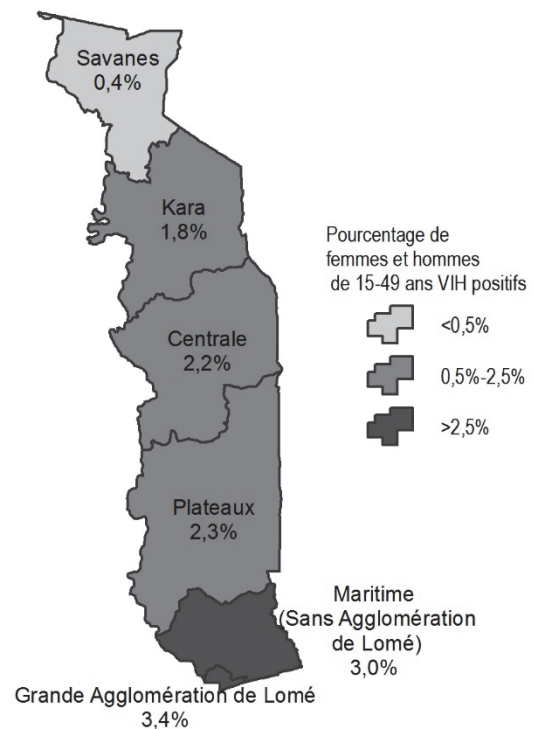 Savanes
0,4%
Kara
1,8%
Pourcentage de
femmes et hommes
de 15-49 ans VIH positifs
<0,5%
0,5%-2,5%
>2,5%
Centrale
2,2%
Plateaux
2,3%
Maritime
(Sans Agglomération
de Lomé)
3,0%
Grande Agglomération de Lomé
3,4%